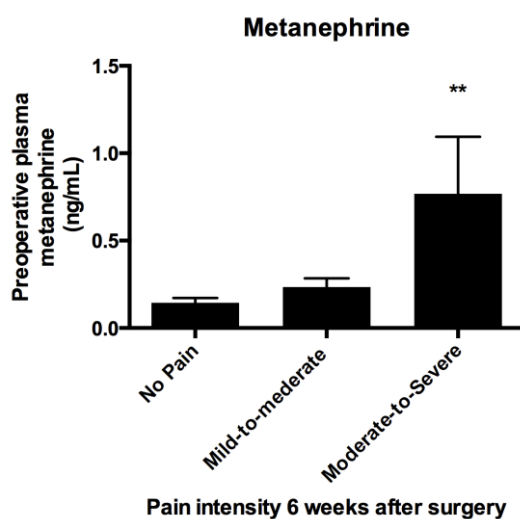 Metanephrine
Preoperative plasma
metanephrine
(ng/mL)
1.5
1.0
0.5
0.0
**
No Pain
Mild-to-mederate
Moderate-to-Severe
Pain intensity 6 weeks after surgery